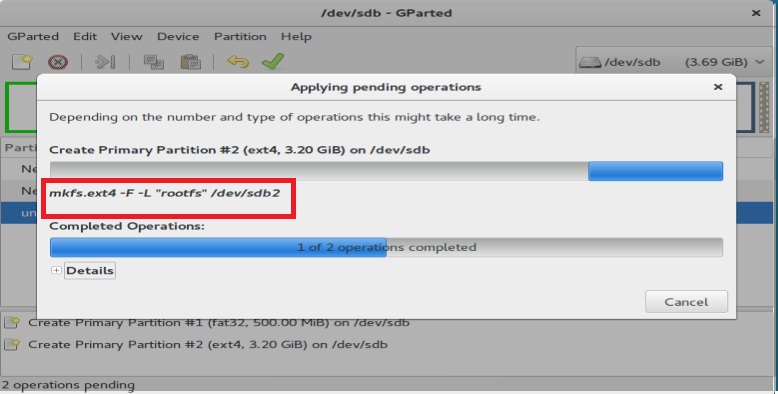 /dev/sdb - GParted
GParted Edit View Device Partition Help
/dev/sdb (3.69 GiB)
Applying pending operations
Depending on the number and type of operations this might take a long time.
Parti
Create Primary Partition #2 (ext4, 3.20 GiB) on /dev/sdb
Ne
Ne
mkfs.ext4 -F -L "rootfs" /dev/sdb2
un
Completed Operations:
1 of 2 operations completed
Details
Cancel
Create Primary Partition #1 (fat32, 500.00 MiB) on /dev/sdb
Create Primary Partition #2 (ext4, 3.20 GiB) on /dev/sdb
2 operations pending